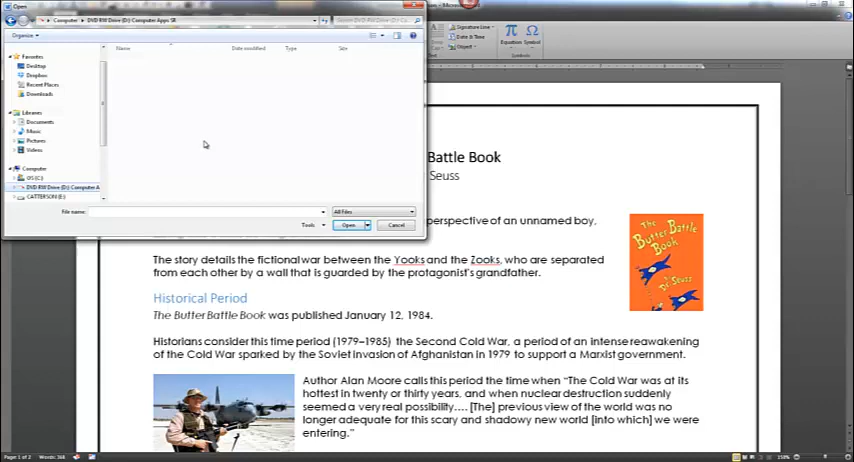 Open
Computer ▸ DVD RW Drive (D:) Computer Apps SR
Organize
Name Date modified Type Size
Favorites
Desktop
Dropbox
Recent Places
Downloads
Libraries
Documents
Music
Pictures
Videos
Computer
OS (C:)
DVD RW Drive (D:) Computer A
CATTERSON (E:)
File name:
All Files
Tools
Open
Cancel
Signature Line
Date & Time
Object
Equation
Symbol
Battle Book
Seuss
perspective of an unnamed boy,
The story details the fictional war between the Yooks and the Zooks, who are separated
from each other by a wall that is guarded by the protagonist's grandfather.
The
Butter
Battle
Book
Dr. Seuss
Historical Period
The Butter Battle Book was published January 12, 1984.
Historians consider this time period (1979–1985) the Second Cold War, a period of an intense reawakening
of the Cold War sparked by the Soviet invasion of Afghanistan in 1979 to support a Marxist government.
Author Alan Moore calls this period the time when "The Cold War was at its
hottest in twenty or thirty years, and when nuclear destruction suddenly
seemed a very real possibility.... [The] previous view of the world was no
longer adequate for this scary and shadowy new world [into which] we were
entering."
Page: 1 of 2
Words: 268
150%